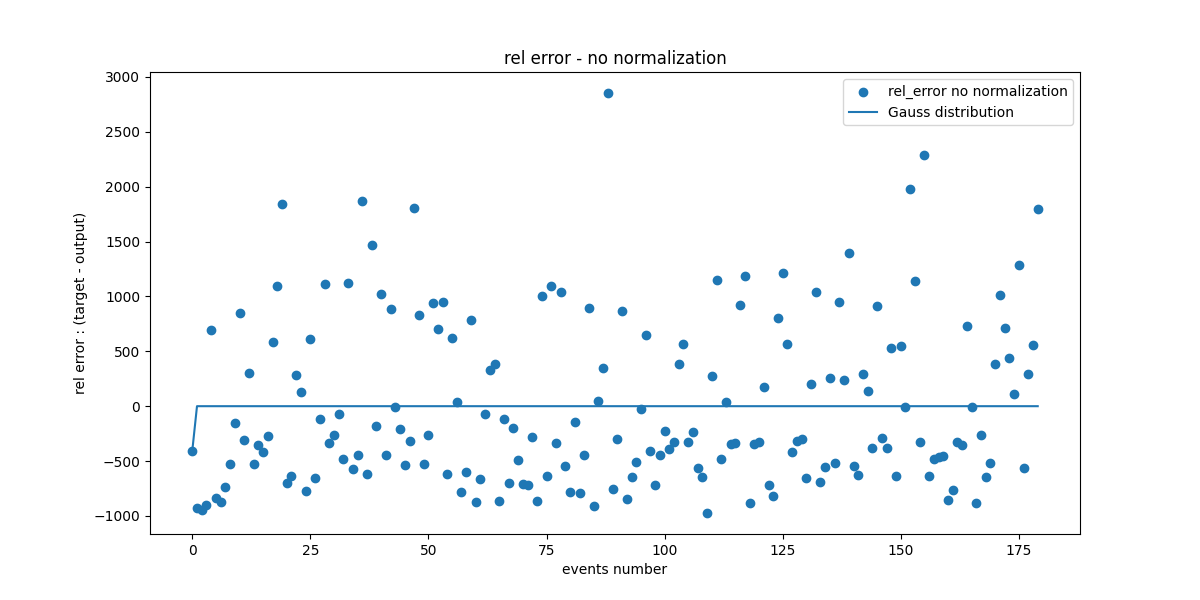 rel error - no normalization
rel_error no normalization
Gauss distribution
rel error : (target - output)
3000
2500
2000
1500
1000
500
0
−500
−1000
0 25 50 75 100 125 150 175
events number